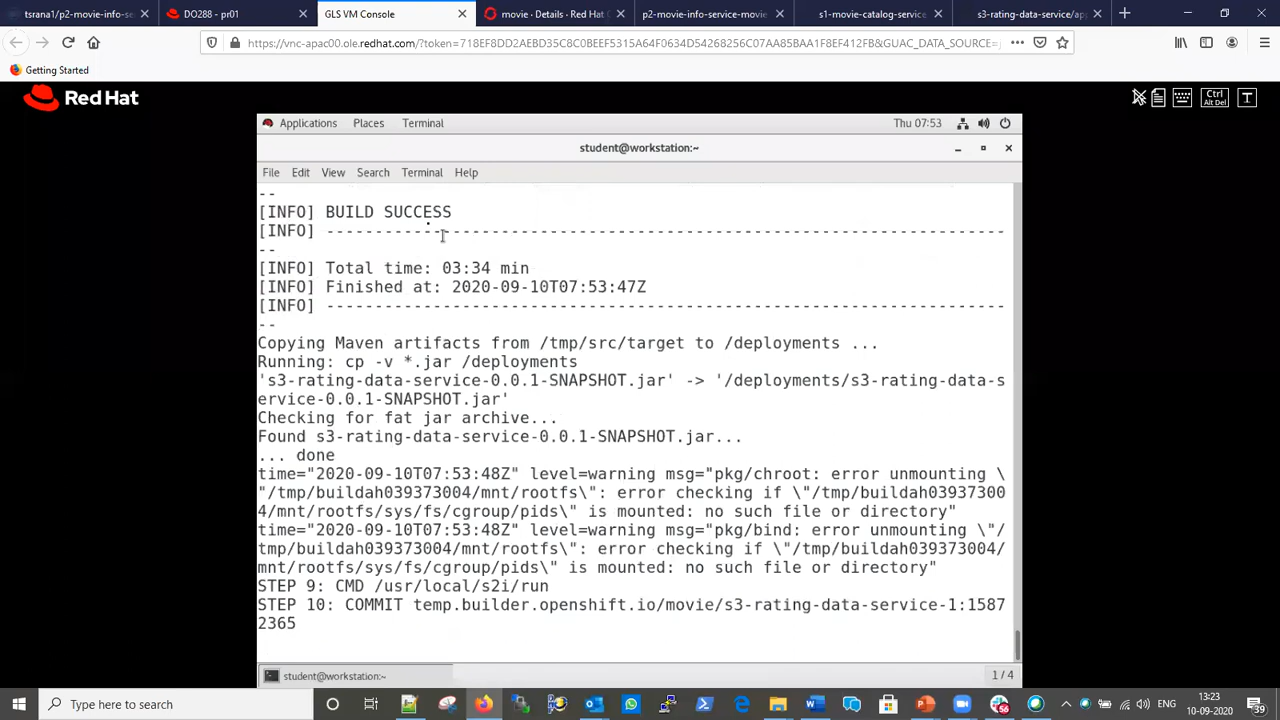 tsrana1/p2-movie-info-se
DO288 - pr01
GLS VM Console
movie · Details · Red Hat
p2-movie-info-service-movie
s1-movie-catalog-service
s3-rating-data-service/ap
https://vnc-apac00.ole.redhat.com/?token=718EF8DD2AEBD35C8C0BEEF5315A64F0634D54268256C07AA85BAA1F8EF412FB&GUAC_DATA_SOURCE=
Getting Started
Red Hat
Ctrl
Alt Del
T
Applications Places Terminal Thu 07:53
student@workstation:~
File Edit View Search Terminal Help
--
[INFO] BUILD SUCCESS
[INFO] ----------------------------------------------------------------------
--
[INFO] Total time: 03:34 min
[INFO] Finished at: 2020-09-10T07:53:47Z
[INFO] ----------------------------------------------------------------------
--
Copying Maven artifacts from /tmp/src/target to /deployments ...
Running: cp -v *.jar /deployments
's3-rating-data-service-0.0.1-SNAPSHOT.jar' -> '/deployments/s3-rating-data-s
ervice-0.0.1-SNAPSHOT.jar'
Checking for fat jar archive...
Found s3-rating-data-service-0.0.1-SNAPSHOT.jar...
... done
time="2020-09-10T07:53:48Z" level=warning msg="pkg/chroot: error unmounting \
"/tmp/buildah039373004/mnt/rootfs\": error checking if \"/tmp/buildah03937300
4/mnt/rootfs/sys/fs/cgroup/pids\" is mounted: no such file or directory"
time="2020-09-10T07:53:48Z" level=warning msg="pkg/bind: error unmounting \"/
tmp/buildah039373004/mnt/rootfs\": error checking if \"/tmp/buildah039373004/
mnt/rootfs/sys/fs/cgroup/pids\" is mounted: no such file or directory"
STEP 9: CMD /usr/local/s2i/run
STEP 10: COMMIT temp.builder.openshift.io/movie/s3-rating-data-service-1:1587
2365
student@workstation:~
1 / 4
Type here to search
ENG
13:23
10-09-2020
56
39